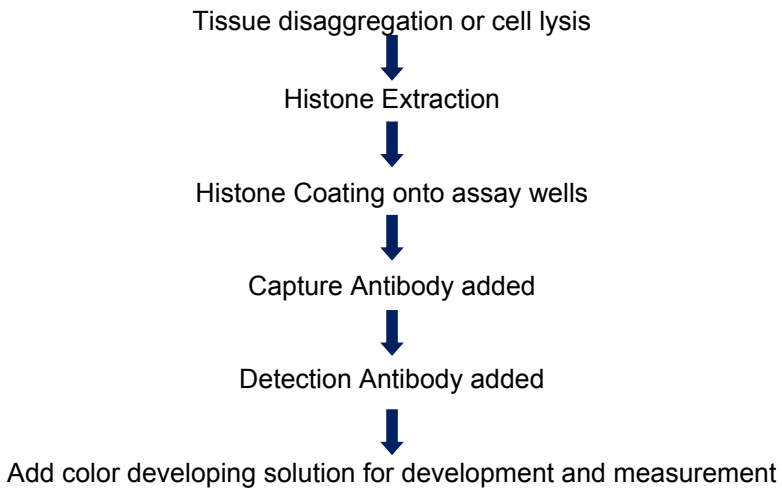 Tissue disaggregation or cell lysis
Histone Extraction
Histone Coating onto assay wells
Capture Antibody added
Detection Antibody added
Add color developing solution for development and measurement